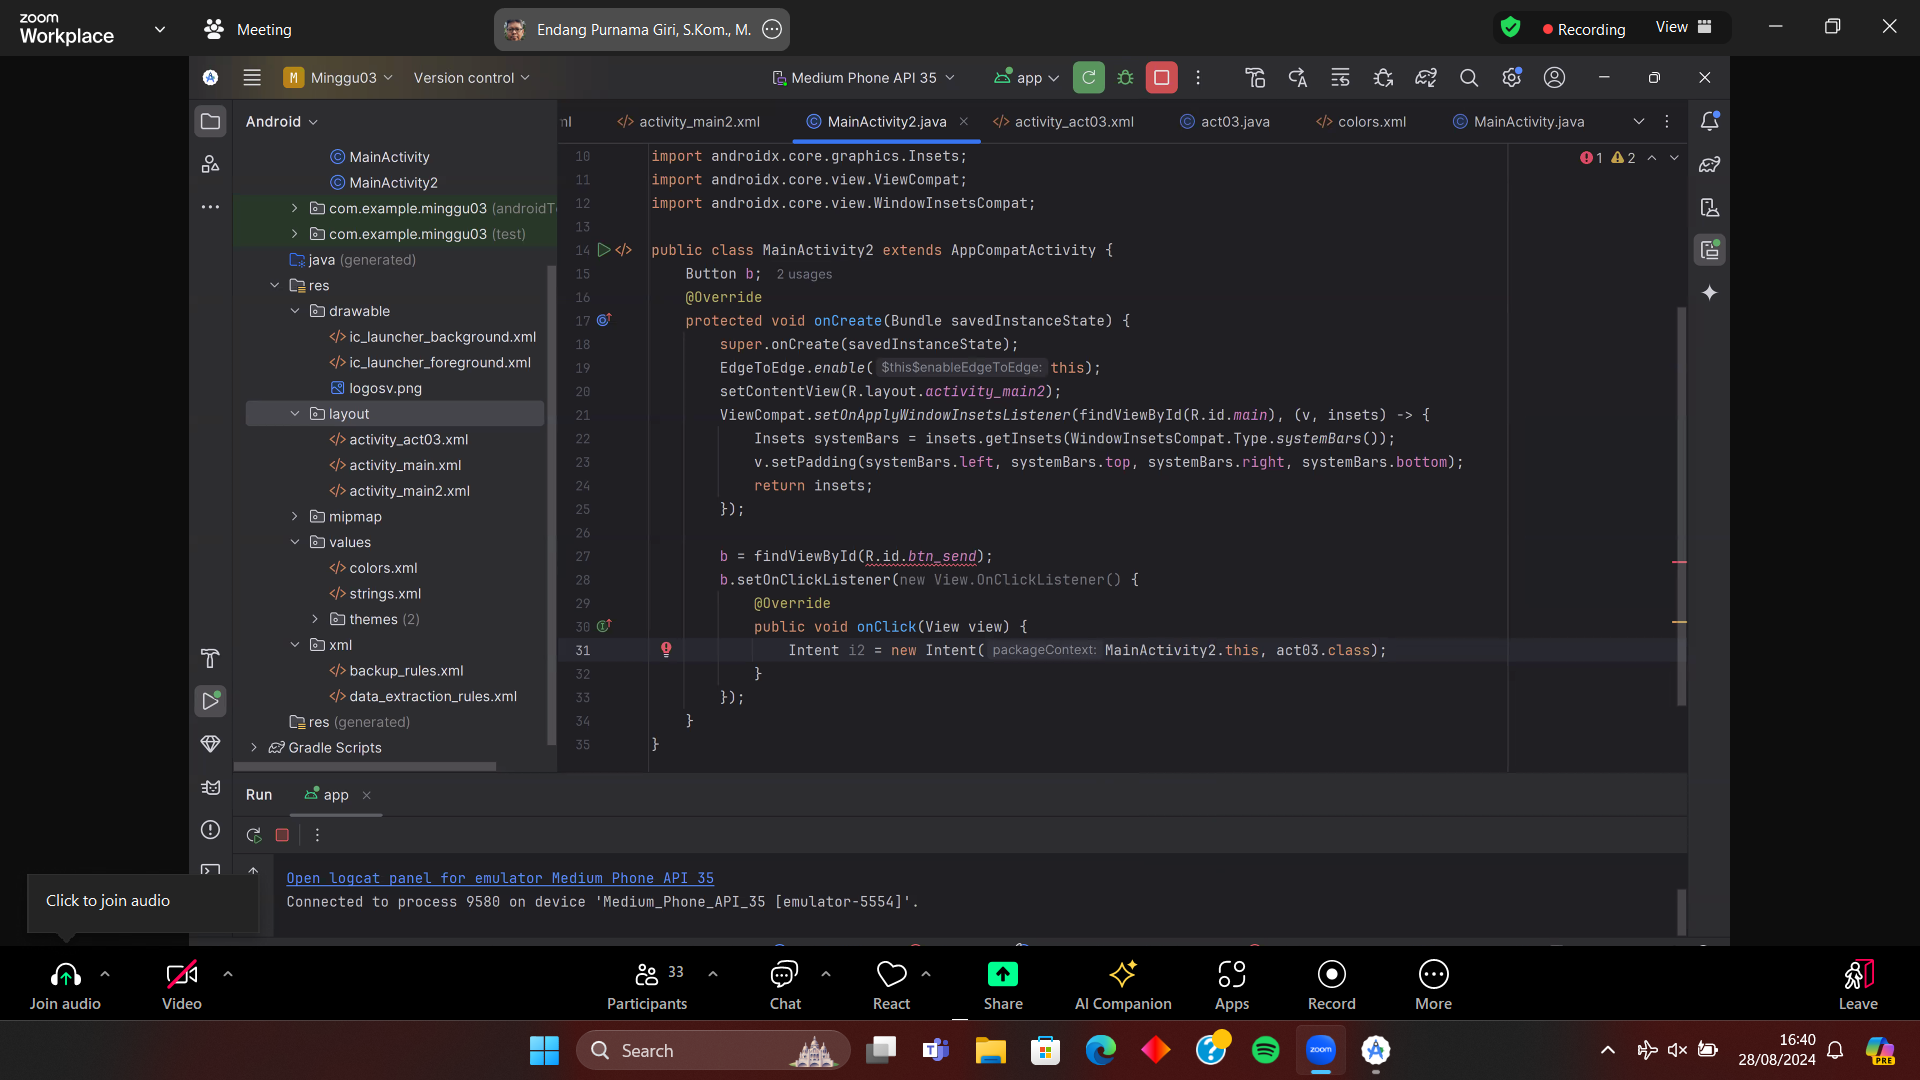 zoom
Workplace
Meeting
Endang Purnama Giri, S.Kom., M.
Recording
View
M Minggu03
Version control
Medium Phone API 35
app
Android
activity_main2.xml
MainActivity2.java
activity_act03.xml
act03.java
colors.xml
MainActivity.java
1 2
MainActivity
MainActivity2
com.example.minggu03 (androidTe
com.example.minggu03 (test)
java (generated)
res
drawable
ic_launcher_background.xml
ic_launcher_foreground.xml
logosv.png
layout
activity_act03.xml
activity_main.xml
activity_main2.xml
mipmap
values
colors.xml
strings.xml
themes (2)
xml
backup_rules.xml
data_extraction_rules.xml
res (generated)
Gradle Scripts
10 import androidx.core.graphics.Insets;
11 import androidx.core.view.ViewCompat;
12 import androidx.core.view.WindowInsetsCompat;
13
14 public class MainActivity2 extends AppCompatActivity {
15 Button b; 2 usages
16 @Override
17 protected void onCreate(Bundle savedInstanceState) {
18 super.onCreate(savedInstanceState);
19 EdgeToEdge.enable( $this$enableEdgeToEdge: this);
20 setContentView(R.layout.activity_main2);
21 ViewCompat.setOnApplyWindowInsetsListener(findViewById(R.id.main), (v, insets) -> {
22 Insets systemBars = insets.getInsets(WindowInsetsCompat.Type.systemBars());
23 v.setPadding(systemBars.left, systemBars.top, systemBars.right, systemBars.bottom);
24 return insets;
25 });
26
27 b = findViewById(R.id.btn_send);
28 b.setOnClickListener(new View.OnClickListener() {
29 @Override
30 public void onClick(View view) {
31 Intent i2 = new Intent( packageContext: MainActivity2.this, act03.class);
32 }
33 });
34 }
35 }
Run
app
Open logcat panel for emulator Medium Phone API 35
Connected to process 9580 on device 'Medium_Phone_API_35 [emulator-5554]'.
Click to join audio
Join audio
Video
33
Participants
Chat
React
Share
AI Companion
Apps
Record
More
Leave
Search
zoom
16:40
28/08/2024
PRE